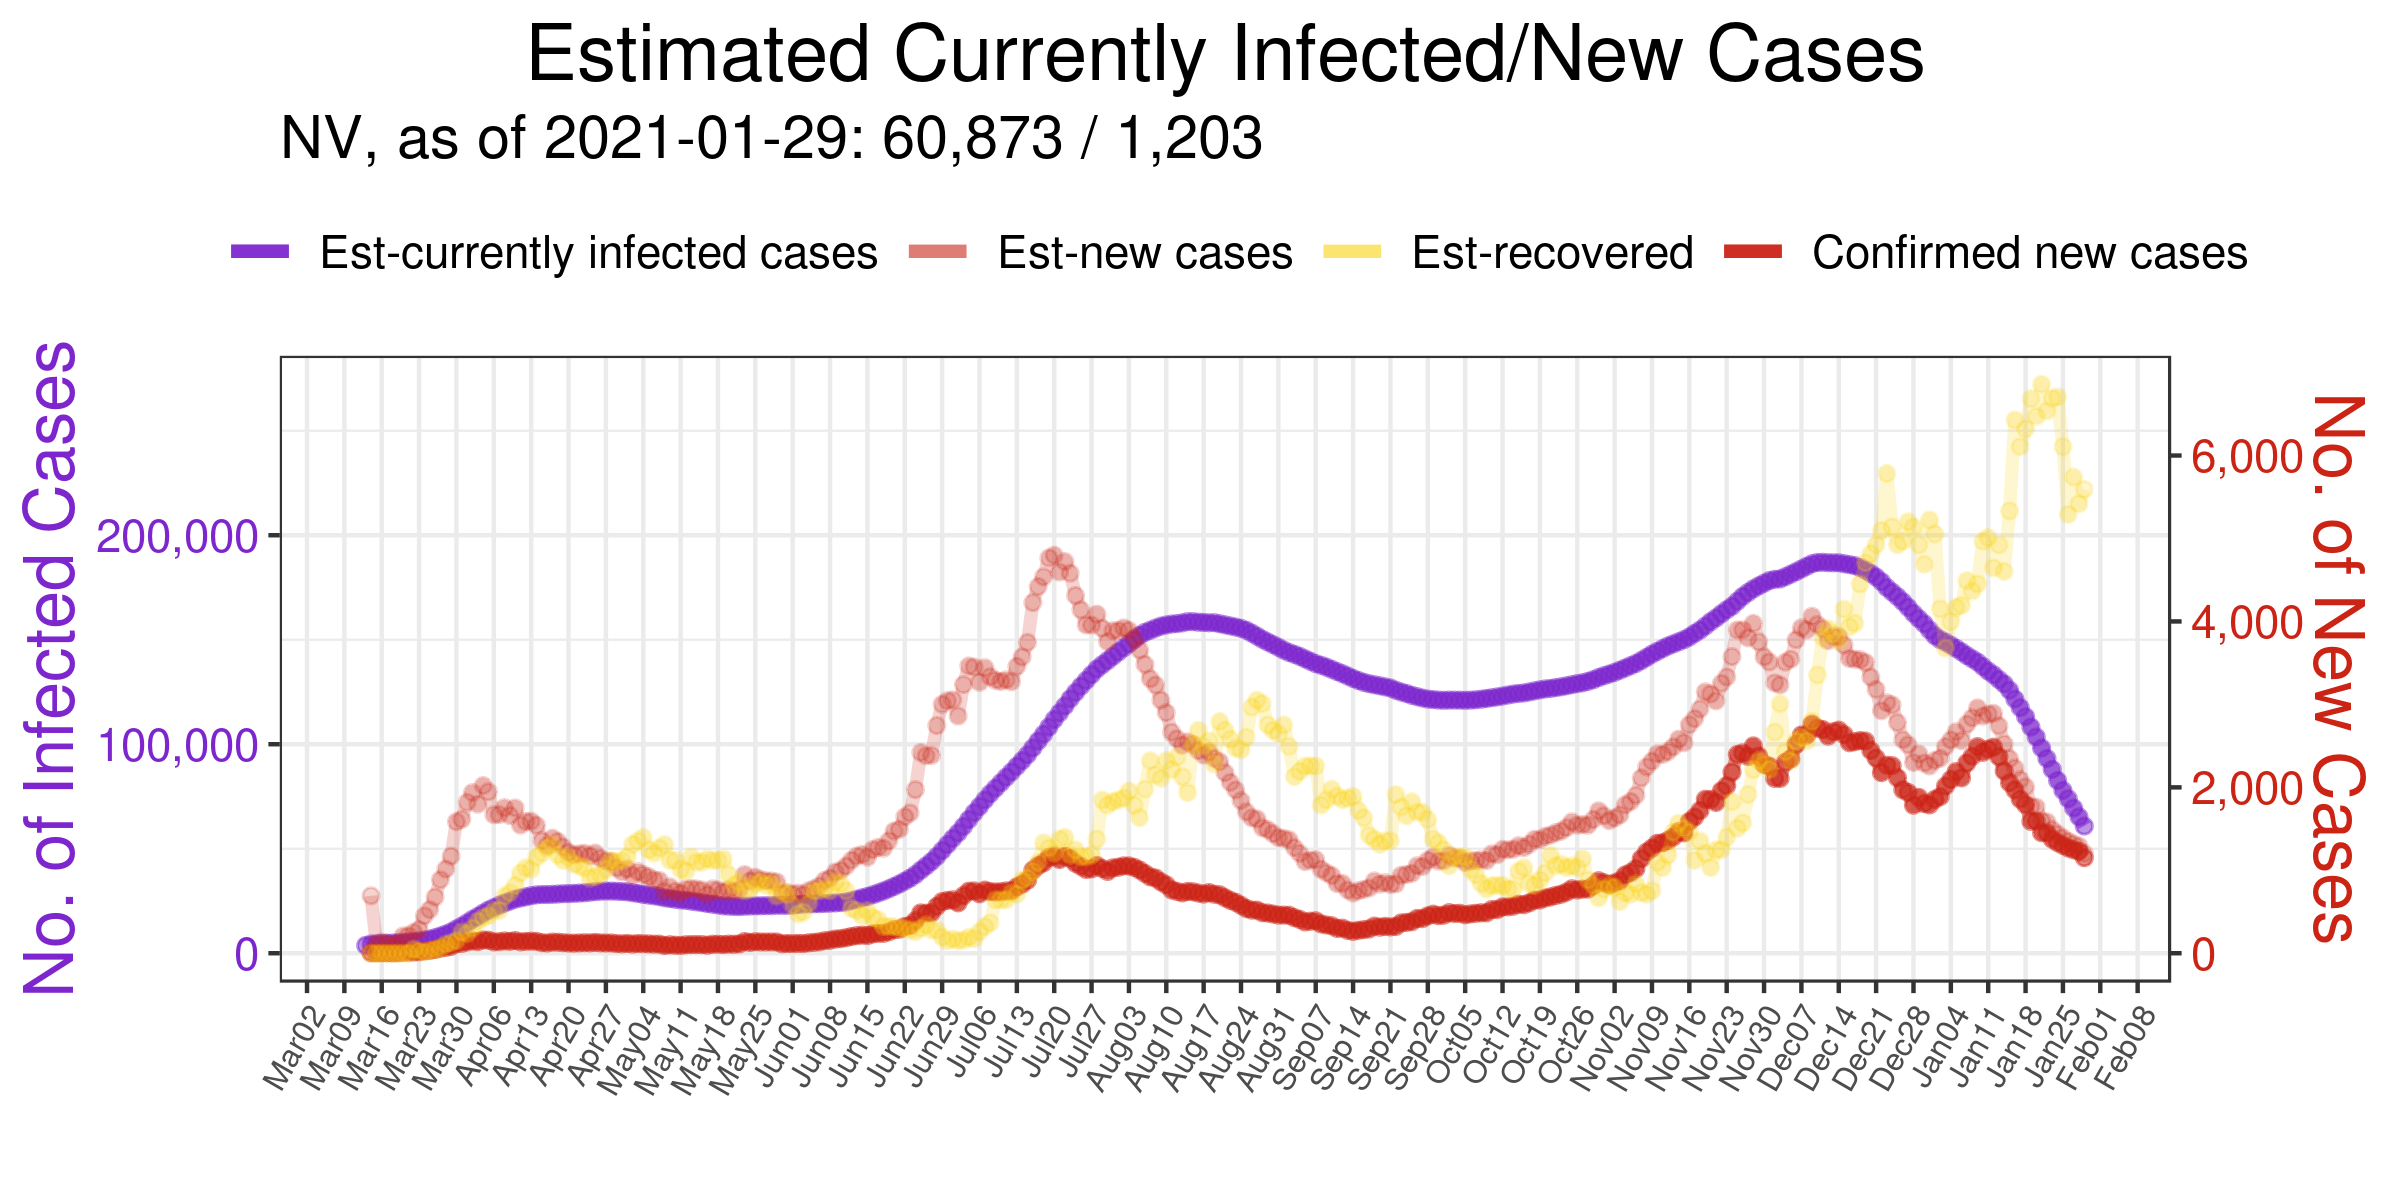 Estimated Currently Infected/New Cases
NV, as of 2021-01-29: 60,873 / 1,203
Est-currently infected cases Est-new cases Est-recovered Confirmed new cases
No. of Infected Cases
200,000
100,000
0
6,000
4,000
2,000
0
No. of New Cases
Mar02 Mar09 Mar16 Mar23 Mar30 Apr06 Apr13 Apr20 Apr27 May04 May11 May18 May25 Jun01 Jun08 Jun15 Jun22 Jun29 Jul06 Jul13 Jul20 Jul27 Aug03 Aug10 Aug17 Aug24 Aug31 Sep07 Sep14 Sep21 Sep28 Oct05 Oct12 Oct19 Oct26 Nov02 Nov09 Nov16 Nov23 Nov30 Dec07 Dec14 Dec21 Dec28 Jan04 Jan11 Jan18 Jan25 Feb01 Feb08